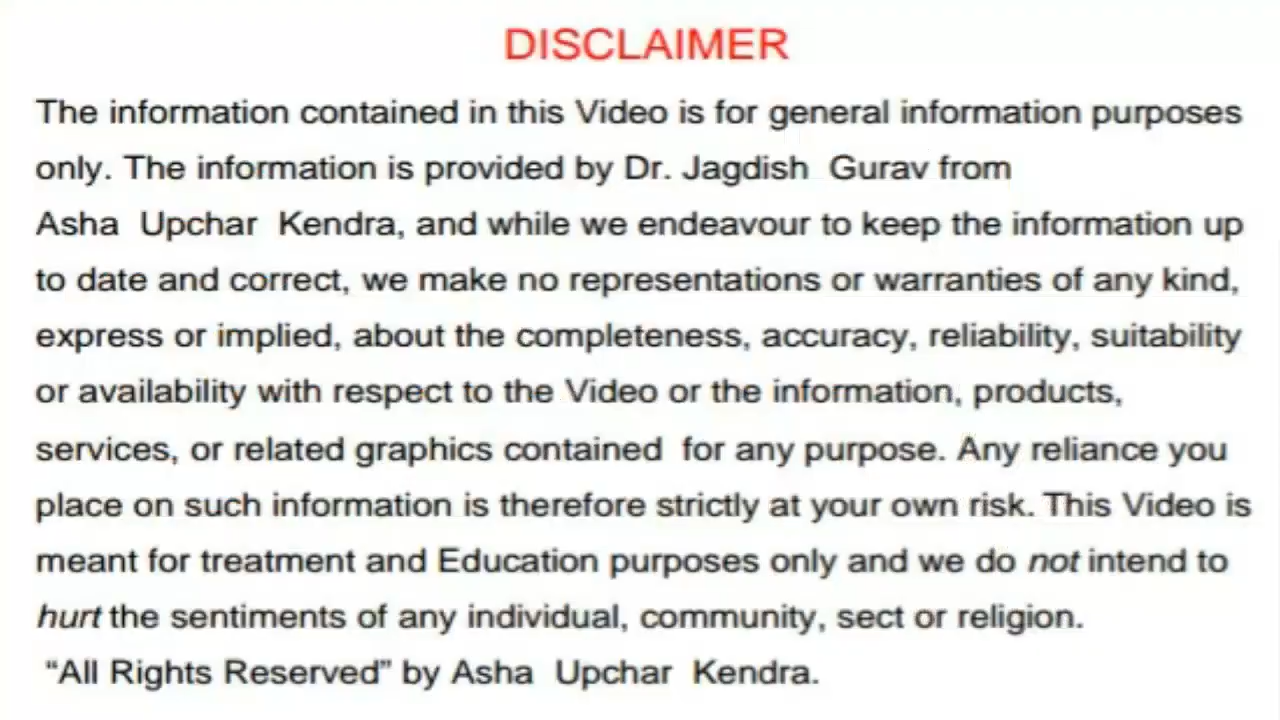 DISCLAIMER
The information contained in this Video is for general information purposes
only. The information is provided by Dr. Jagdish Gurav from
Asha Upchar Kendra, and while we endeavour to keep the information up
to date and correct, we make no representations or warranties of any kind,
express or implied, about the completeness, accuracy, reliability, suitability
or availability with respect to the Video or the information, products,
services, or related graphics contained for any purpose. Any reliance you
place on such information is therefore strictly at your own risk. This Video is
meant for treatment and Education purposes only and we do not intend to
hurt the sentiments of any individual, community, sect or religion.
“All Rights Reserved” by Asha Upchar Kendra.